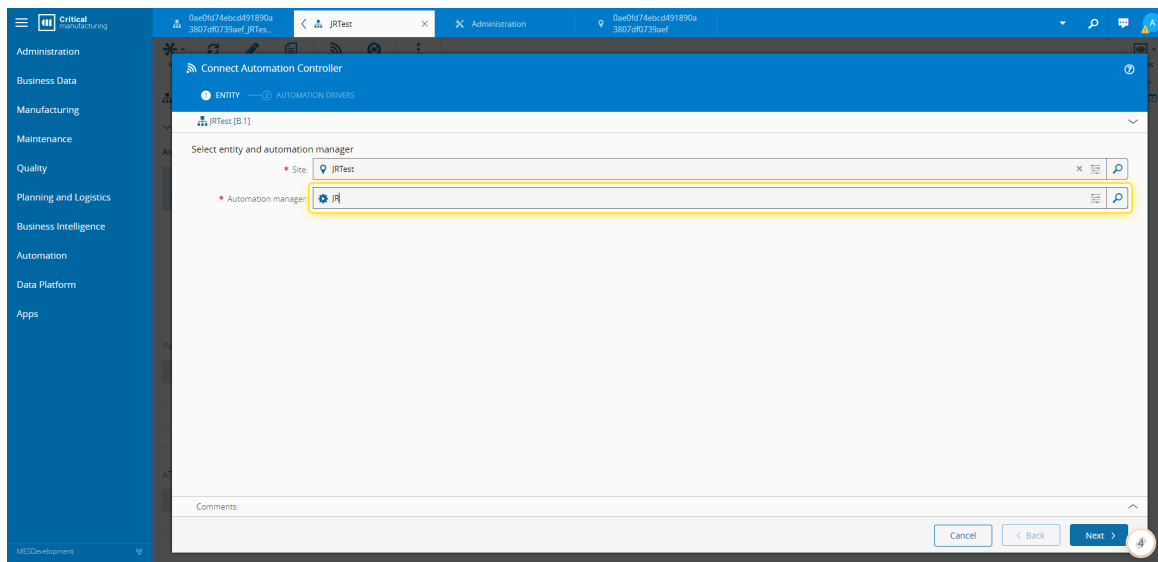 Critical
manufacturing
0ae0fd74ebcd491890a
3807df0739aef_JRTes...
JRTest
Administration
0ae0fd74ebcd491890a
3807df0739aef
A
Administration
Business Data
Manufacturing
Maintenance
Quality
Planning and Logistics
Business Intelligence
Automation
Data Platform
Apps
MESDevelopment
Connect Automation Controller
1 ENTITY 2 AUTOMATION DRIVERS
JRTest [B.1]
Select entity and automation manager
* Site: JRTest
* Automation manager: JR
Comments:
Cancel < Back Next >
4